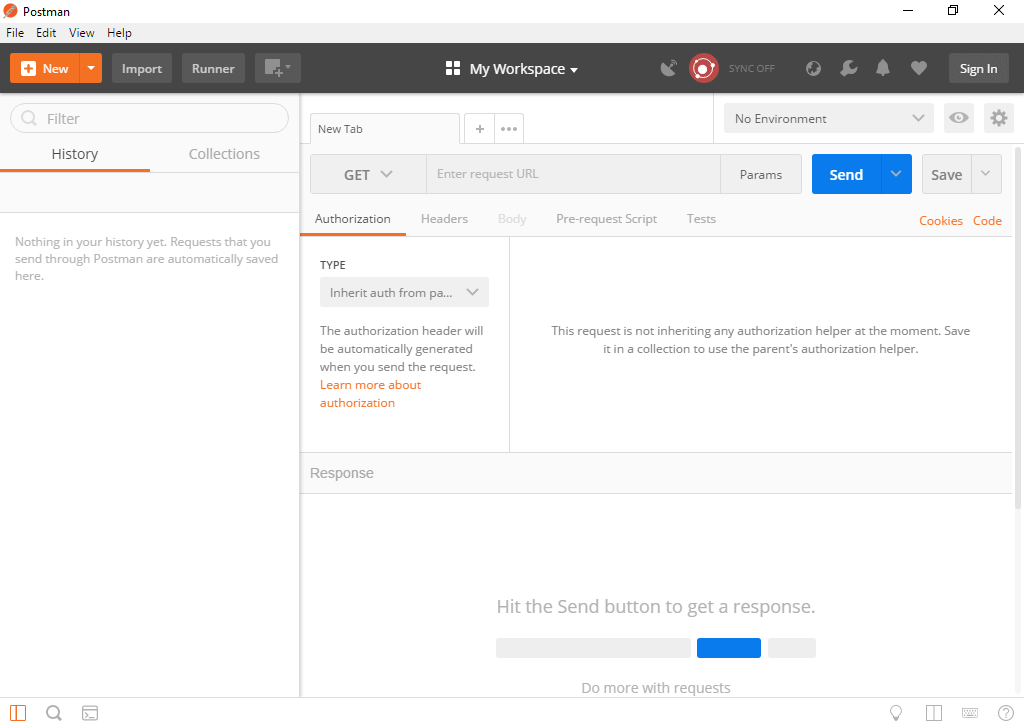 Postman
File Edit View Help
New Import Runner My Workspace SYNC OFF Sign In
Filter
History Collections
Nothing in your history yet. Requests that you
send through Postman are automatically saved
here.
New Tab + ••• No Environment
GET Enter request URL Params Send Save
Authorization Headers Body Pre-request Script Tests Cookies Code
TYPE
Inherit auth from pa...
The authorization header will
be automatically generated
when you send the request.
Learn more about
authorization
This request is not inheriting any authorization helper at the moment. Save
it in a collection to use the parent's authorization helper.
Response
Hit the Send button to get a response.
Do more with requests